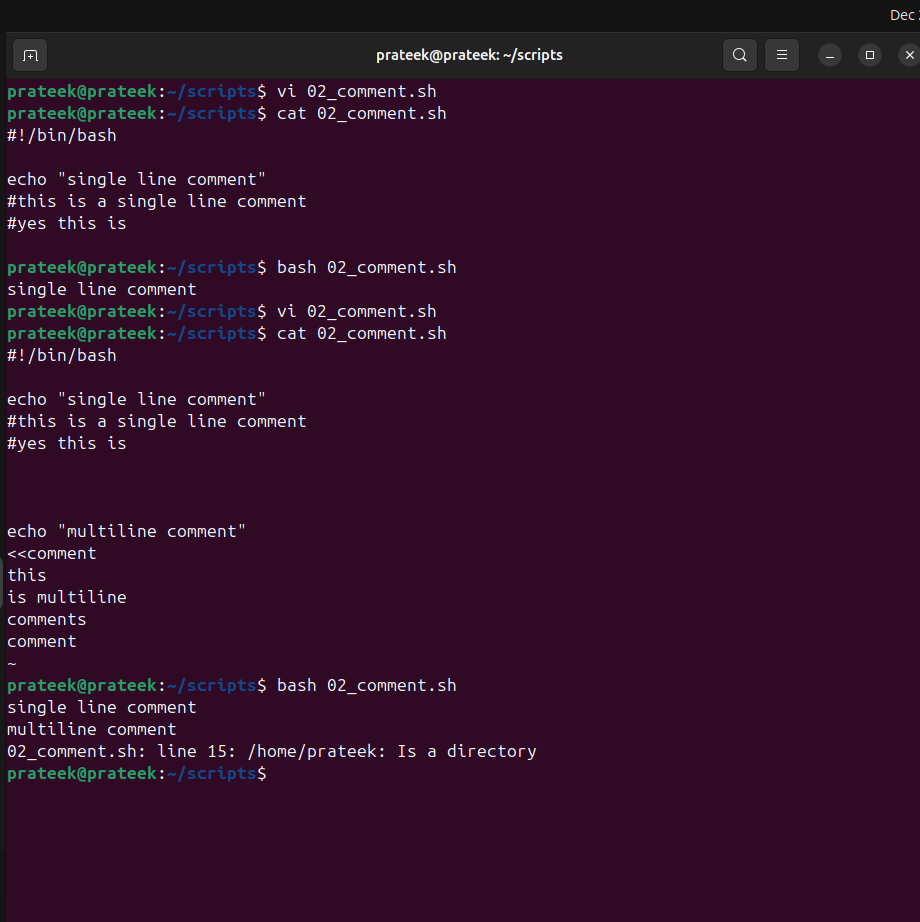 Dec
prateek@prateek: ~/scripts
prateek@prateek:~/scripts$ vi 02_comment.sh
prateek@prateek:~/scripts$ cat 02_comment.sh
#!/bin/bash

echo "single line comment"
#this is a single line comment
#yes this is

prateek@prateek:~/scripts$ bash 02_comment.sh
single line comment
prateek@prateek:~/scripts$ vi 02_comment.sh
prateek@prateek:~/scripts$ cat 02_comment.sh
#!/bin/bash

echo "single line comment"
#this is a single line comment
#yes this is

echo "multiline comment"
<<comment
this
is multiline
comments
comment
~
prateek@prateek:~/scripts$ bash 02_comment.sh
single line comment
multiline comment
02_comment.sh: line 15: /home/prateek: Is a directory
prateek@prateek:~/scripts$